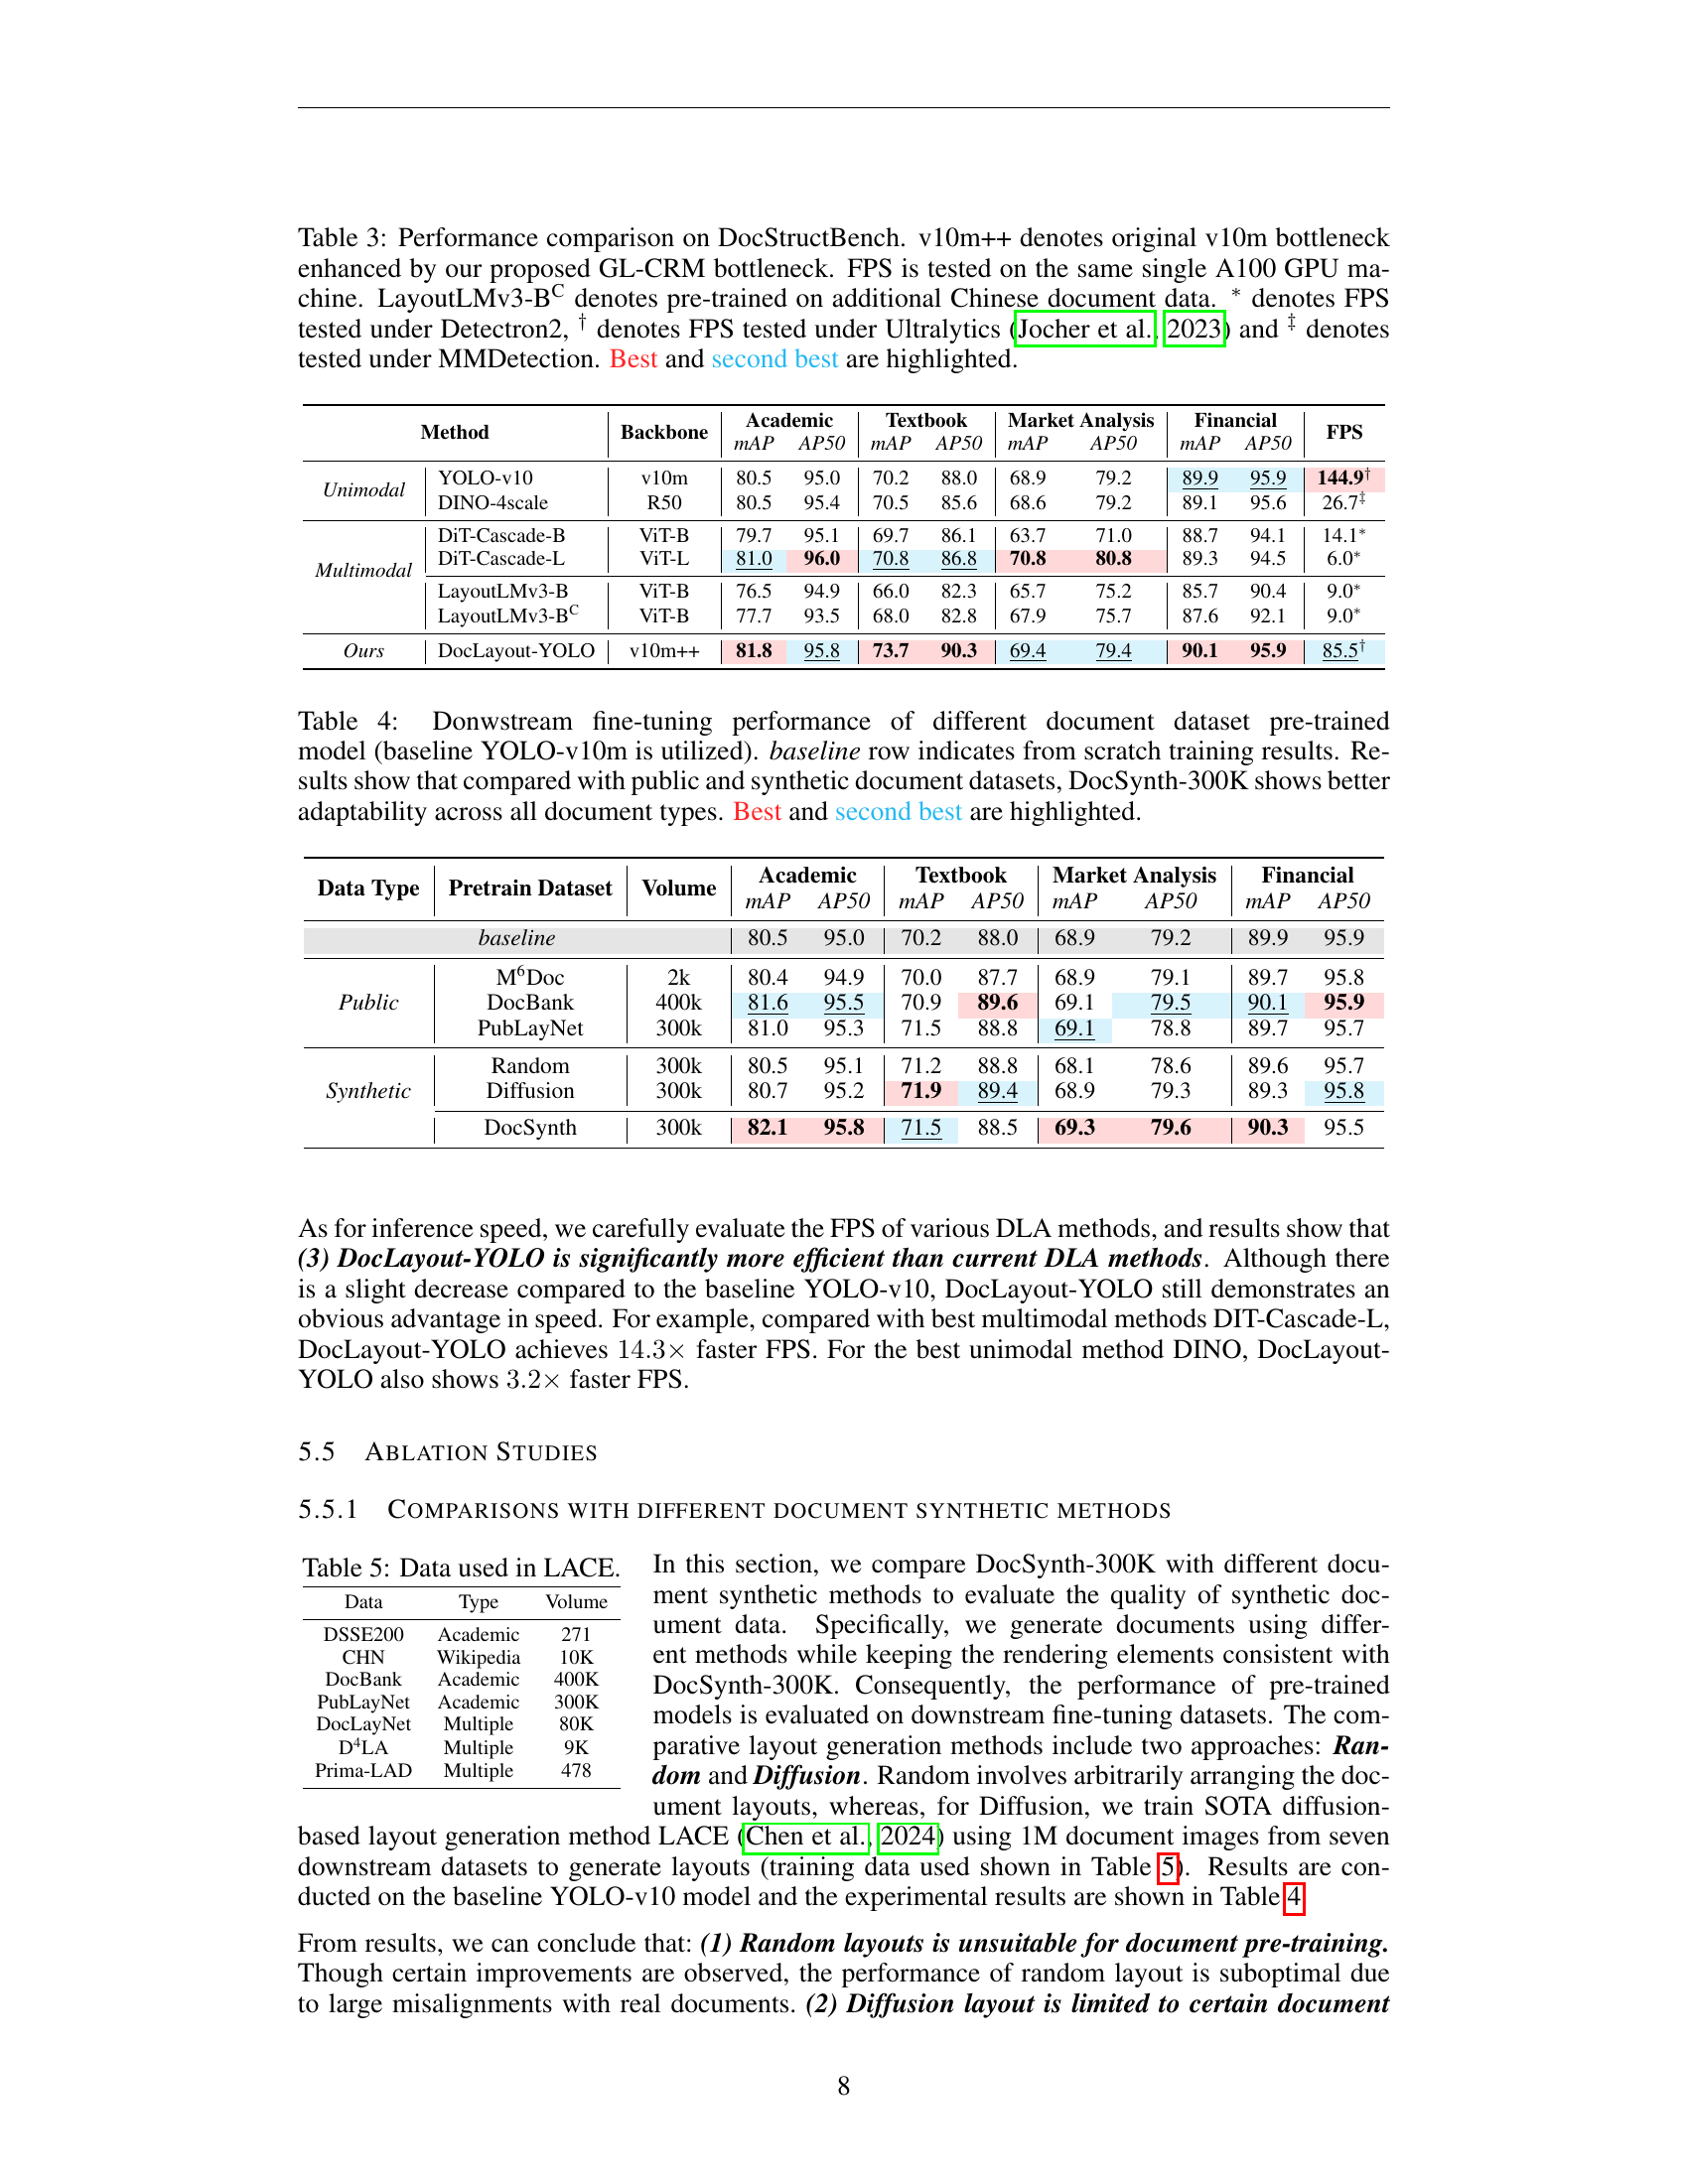 Table 3: Performance comparison on DocStructBench. v10m++ denotes original v10m bottleneck
enhanced by our proposed GL-CRM bottleneck. FPS is tested on the same single A100 GPU ma-
chine. LayoutLMv3-B^C denotes pre-trained on additional Chinese document data. * denotes FPS
tested under Detectron2, † denotes FPS tested under Ultralytics (Jocher et al., 2023) and ‡ denotes
tested under MMDetection. Best and second best are highlighted.
Method Backbone Academic Textbook Market Analysis Financial FPS
mAP AP50 mAP AP50 mAP AP50 mAP AP50
Unimodal YOLO-v10 v10m 80.5 95.0 70.2 88.0 68.9 79.2 89.9 95.9 144.9†
DINO-4scale R50 80.5 95.4 70.5 85.6 68.6 79.2 89.1 95.6 26.7‡
Multimodal DiT-Cascade-B ViT-B 79.7 95.1 69.7 86.1 63.7 71.0 88.7 94.1 14.1*
DiT-Cascade-L ViT-L 81.0 96.0 70.8 86.8 70.8 80.8 89.3 94.5 6.0*
LayoutLMv3-B ViT-B 76.5 94.9 66.0 82.3 65.7 75.2 85.7 90.4 9.0*
LayoutLMv3-B^C ViT-B 77.7 93.5 68.0 82.8 67.9 75.7 87.6 92.1 9.0*
Ours DocLayout-YOLO v10m++ 81.8 95.8 73.7 90.3 69.4 79.4 90.1 95.9 85.5†
Table 4: Donwstream fine-tuning performance of different document dataset pre-trained
model (baseline YOLO-v10m is utilized). baseline row indicates from scratch training results. Re-
sults show that compared with public and synthetic document datasets, DocSynth-300K shows better
adaptability across all document types. Best and second best are highlighted.
Data Type Pretrain Dataset Volume Academic Textbook Market Analysis Financial
mAP AP50 mAP AP50 mAP AP50 mAP AP50
baseline 80.5 95.0 70.2 88.0 68.9 79.2 89.9 95.9
Public M^6Doc 2k 80.4 94.9 70.0 87.7 68.9 79.1 89.7 95.8
DocBank 400k 81.6 95.5 70.9 89.6 69.1 79.5 90.1 95.9
PubLayNet 300k 81.0 95.3 71.5 88.8 69.1 78.8 89.7 95.7
Synthetic Random 300k 80.5 95.1 71.2 88.8 68.1 78.6 89.6 95.7
Diffusion 300k 80.7 95.2 71.9 89.4 68.9 79.3 89.3 95.8
DocSynth 300k 82.1 95.8 71.5 88.5 69.3 79.6 90.3 95.5
As for inference speed, we carefully evaluate the FPS of various DLA methods, and results show that
(3) DocLayout-YOLO is significantly more efficient than current DLA methods. Although there
is a slight decrease compared to the baseline YOLO-v10, DocLayout-YOLO still demonstrates an
obvious advantage in speed. For example, compared with best multimodal methods DIT-Cascade-L,
DocLayout-YOLO achieves 14.3× faster FPS. For the best unimodal method DINO, DocLayout-
YOLO also shows 3.2× faster FPS.
5.5 ABLATION STUDIES
5.5.1 COMPARISONS WITH DIFFERENT DOCUMENT SYNTHETIC METHODS
Table 5: Data used in LACE.
Data Type Volume
DSSE200 Academic 271
CHN Wikipedia 10K
DocBank Academic 400K
PubLayNet Academic 300K
DocLayNet Multiple 80K
D^4LA Multiple 9K
Prima-LAD Multiple 478
In this section, we compare DocSynth-300K with different docu-
ment synthetic methods to evaluate the quality of synthetic doc-
ument data. Specifically, we generate documents using differ-
ent methods while keeping the rendering elements consistent with
DocSynth-300K. Consequently, the performance of pre-trained
models is evaluated on downstream fine-tuning datasets. The com-
parative layout generation methods include two approaches: Ran-
dom and Diffusion. Random involves arbitrarily arranging the doc-
ument layouts, whereas, for Diffusion, we train SOTA diffusion-
based layout generation method LACE (Chen et al., 2024) using 1M document images from seven
downstream datasets to generate layouts (training data used shown in Table 5). Results are con-
ducted on the baseline YOLO-v10 model and the experimental results are shown in Table 4
From results, we can conclude that: (1) Random layouts is unsuitable for document pre-training.
Though certain improvements are observed, the performance of random layout is suboptimal due
to large misalignments with real documents. (2) Diffusion layout is limited to certain document
8